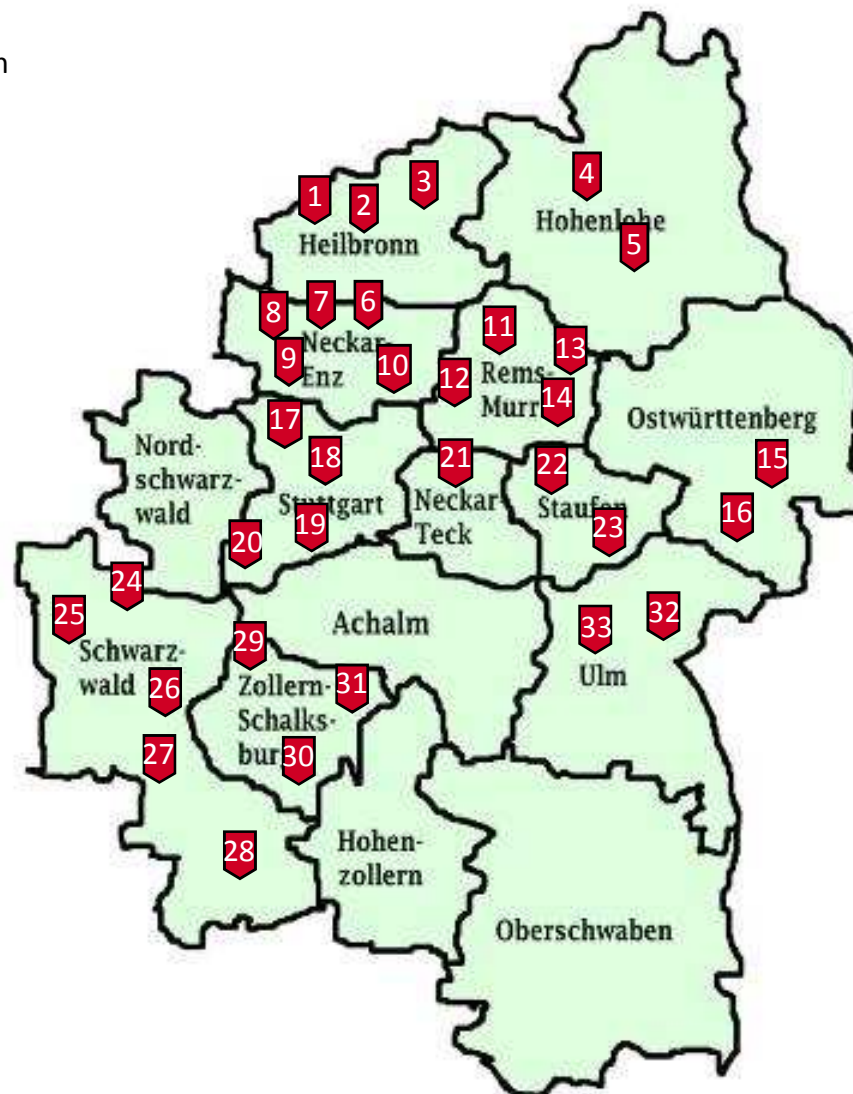 n
4
3
1
2
Hohenlohe
5
Heilbronn
7
6
8
11
Neckar-
Enz
9
10
13
12
Rems-
Murr
14
17
Ostwürttenberg
Nord-
schwarz-
wald
18
21
22
15
Stuttgart
Neckar
Teck
Staufen
16
19
23
20
24
25
Achalm
32
33
29
Schwarz-
wald
Ulm
26
Zollern-
Schalks-
bur
31
27
30
28
Hohen-
zollern
Oberschwaben